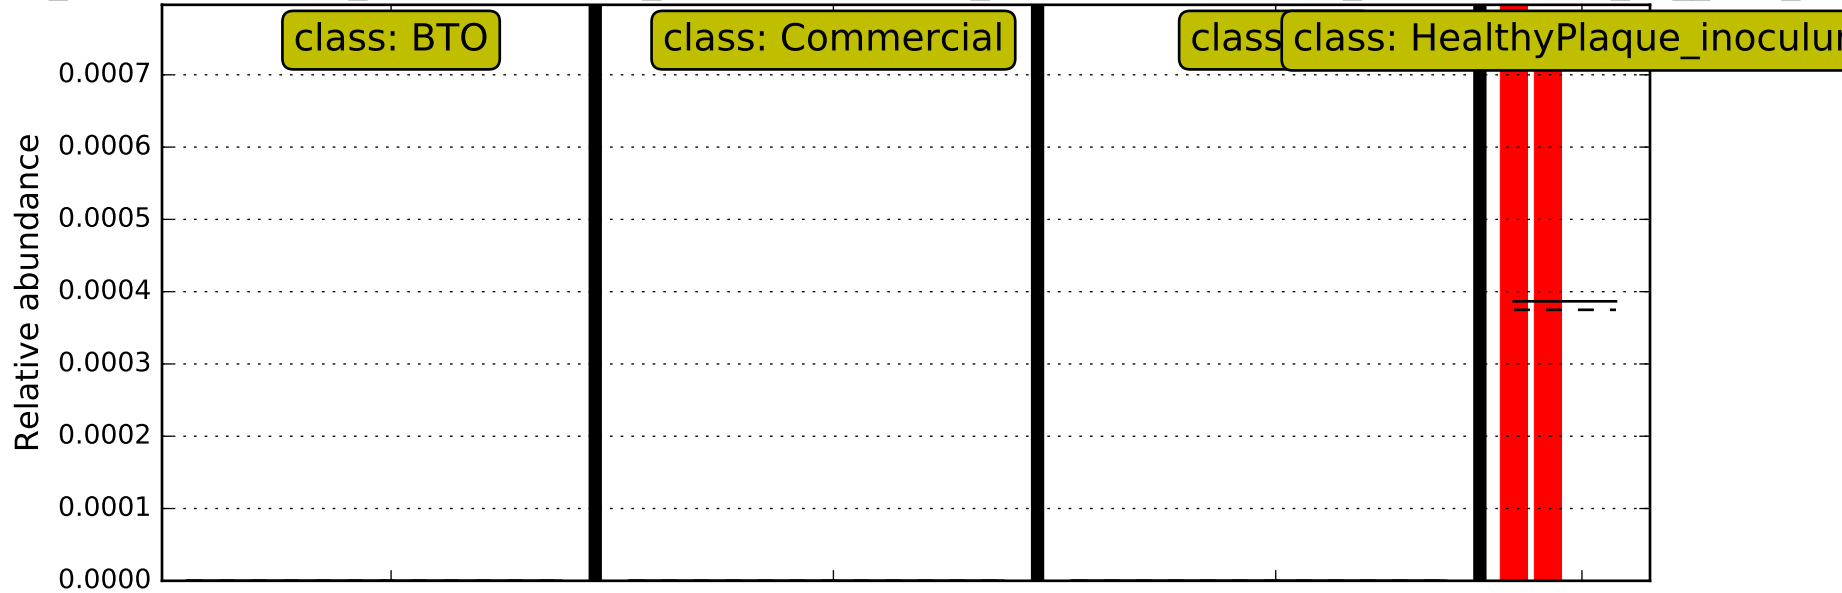 class: BTO
class: Commercial
class
class: HealthyPlaque_inoculu
Relative abundance
0.0007
0.0006
0.0005
0.0004
0.0003
0.0002
0.0001
0.0000